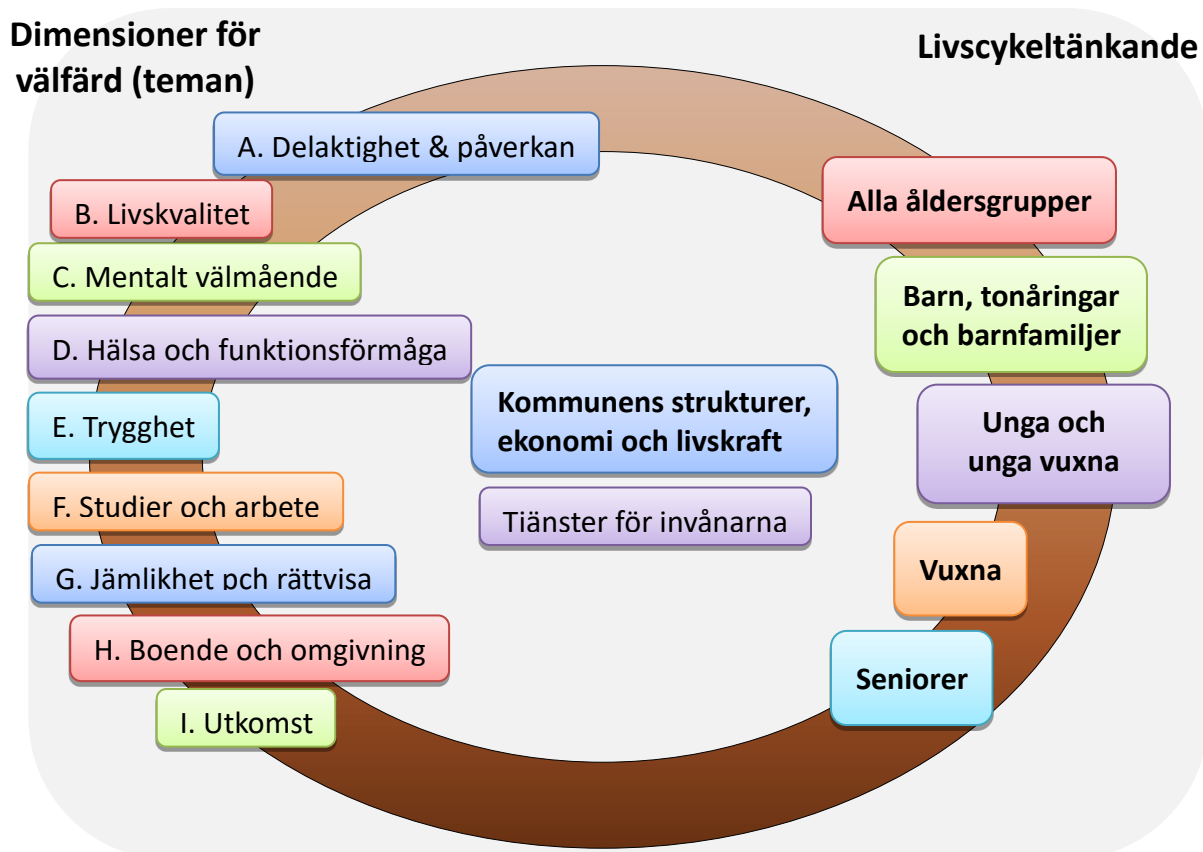 Dimensioner för
välfärd (teman)
Livscykeltänkande
A. Delaktighet & påverkan
B. Livskvalitet
C. Mentalt välmående
D. Hälsa och funktionsförmåga
E. Trygghet
F. Studier och arbete
G. Jämlikhet pch rättvisa
H. Boende och omgivning
I. Utkomst
Kommunens strukturer,
ekonomi och livskraft
Tiänster för invånarna
Alla åldersgrupper
Barn, tonåringar
och barnfamiljer
Unga och
unga vuxna
Vuxna
Seniorer